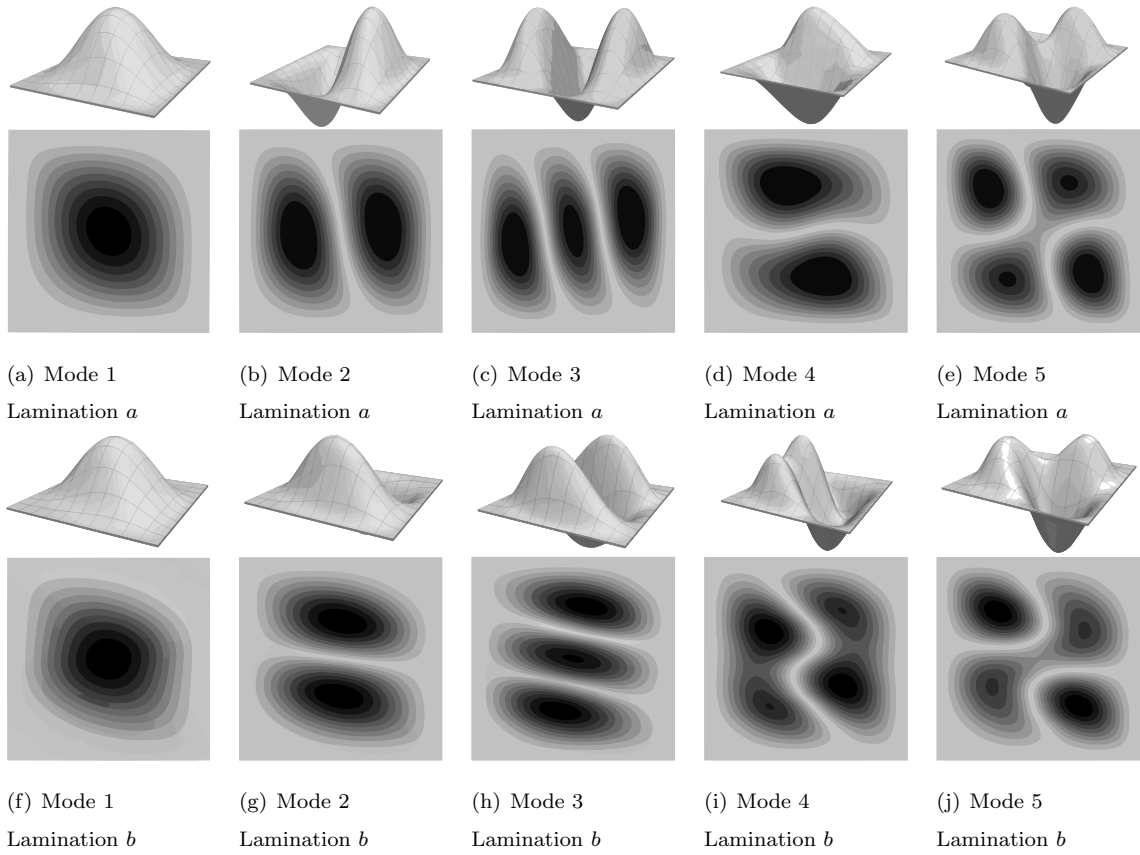 (a) Mode 1
Lamination a
(b) Mode 2
Lamination a
(c) Mode 3
Lamination a
(d) Mode 4
Lamination a
(e) Mode 5
Lamination a
(f) Mode 1
Lamination b
(g) Mode 2
Lamination b
(h) Mode 3
Lamination b
(i) Mode 4
Lamination b
(j) Mode 5
Lamination b